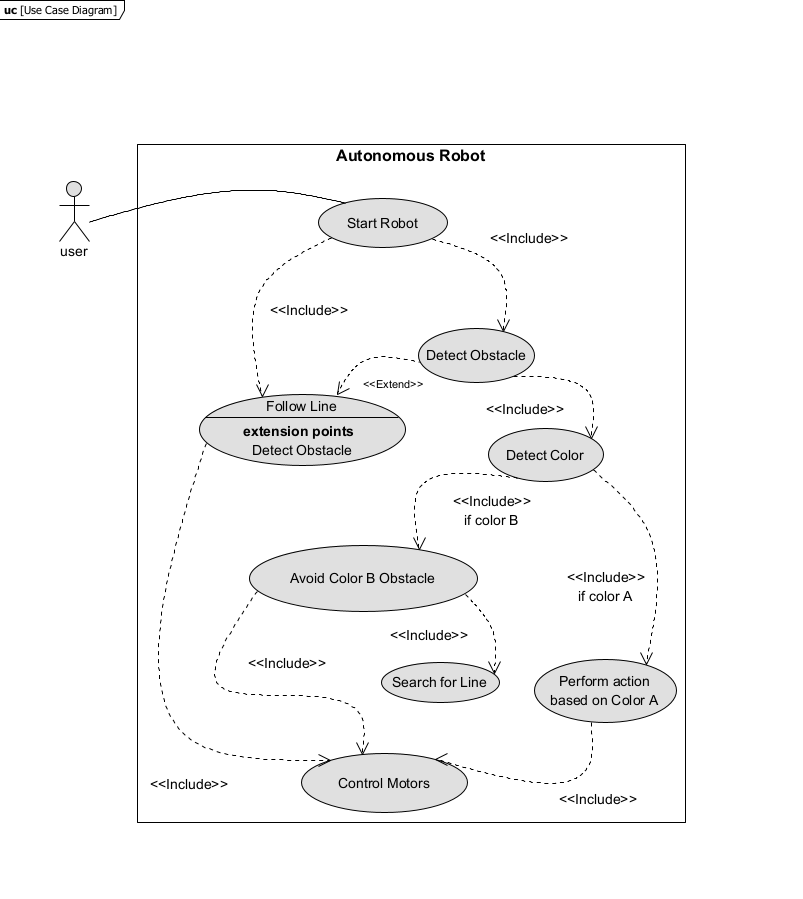 uc [Use Case Diagram]
Autonomous Robot
user
Start Robot
<<Include>>
<<Include>>
Detect Obstacle
<<Extend>>
Follow Line
extension points
Detect Obstacle
<<Include>>
Detect Color
<<Include>>
if color B
Avoid Color B Obstacle
<<Include>>
if color A
<<Include>>
<<Include>>
Search for Line
Perform action
based on Color A
Control Motors
<<Include>>
<<Include>>